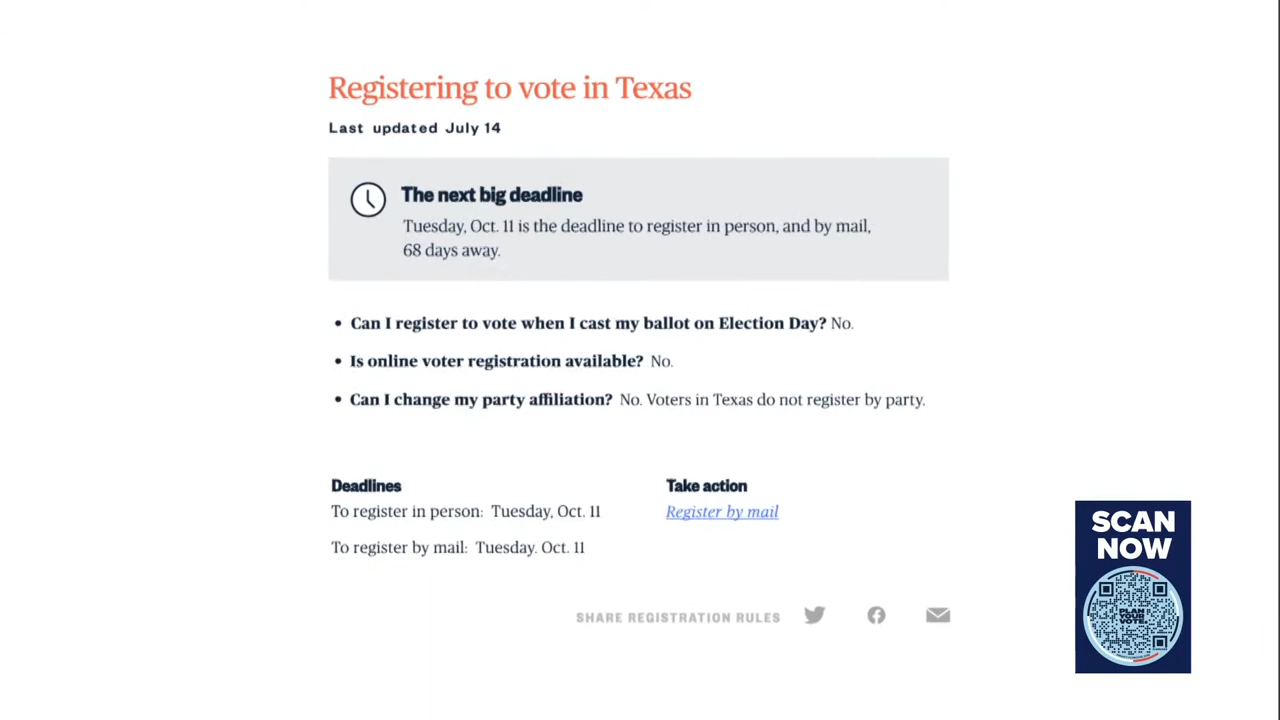 Registering to vote in Texas
Last updated July 14
The next big deadline
Tuesday, Oct. 11 is the deadline to register in person, and by mail,
68 days away.
• Can I register to vote when I cast my ballot on Election Day? No.
• Is online voter registration available? No.
• Can I change my party affiliation? No. Voters in Texas do not register by party.
Deadlines
To register in person: Tuesday, Oct. 11
To register by mail: Tuesday. Oct. 11
Take action
Register by mail
SHARE REGISTRATION RULES
SCAN
NOW
PLAN
YOUR
VOTE.